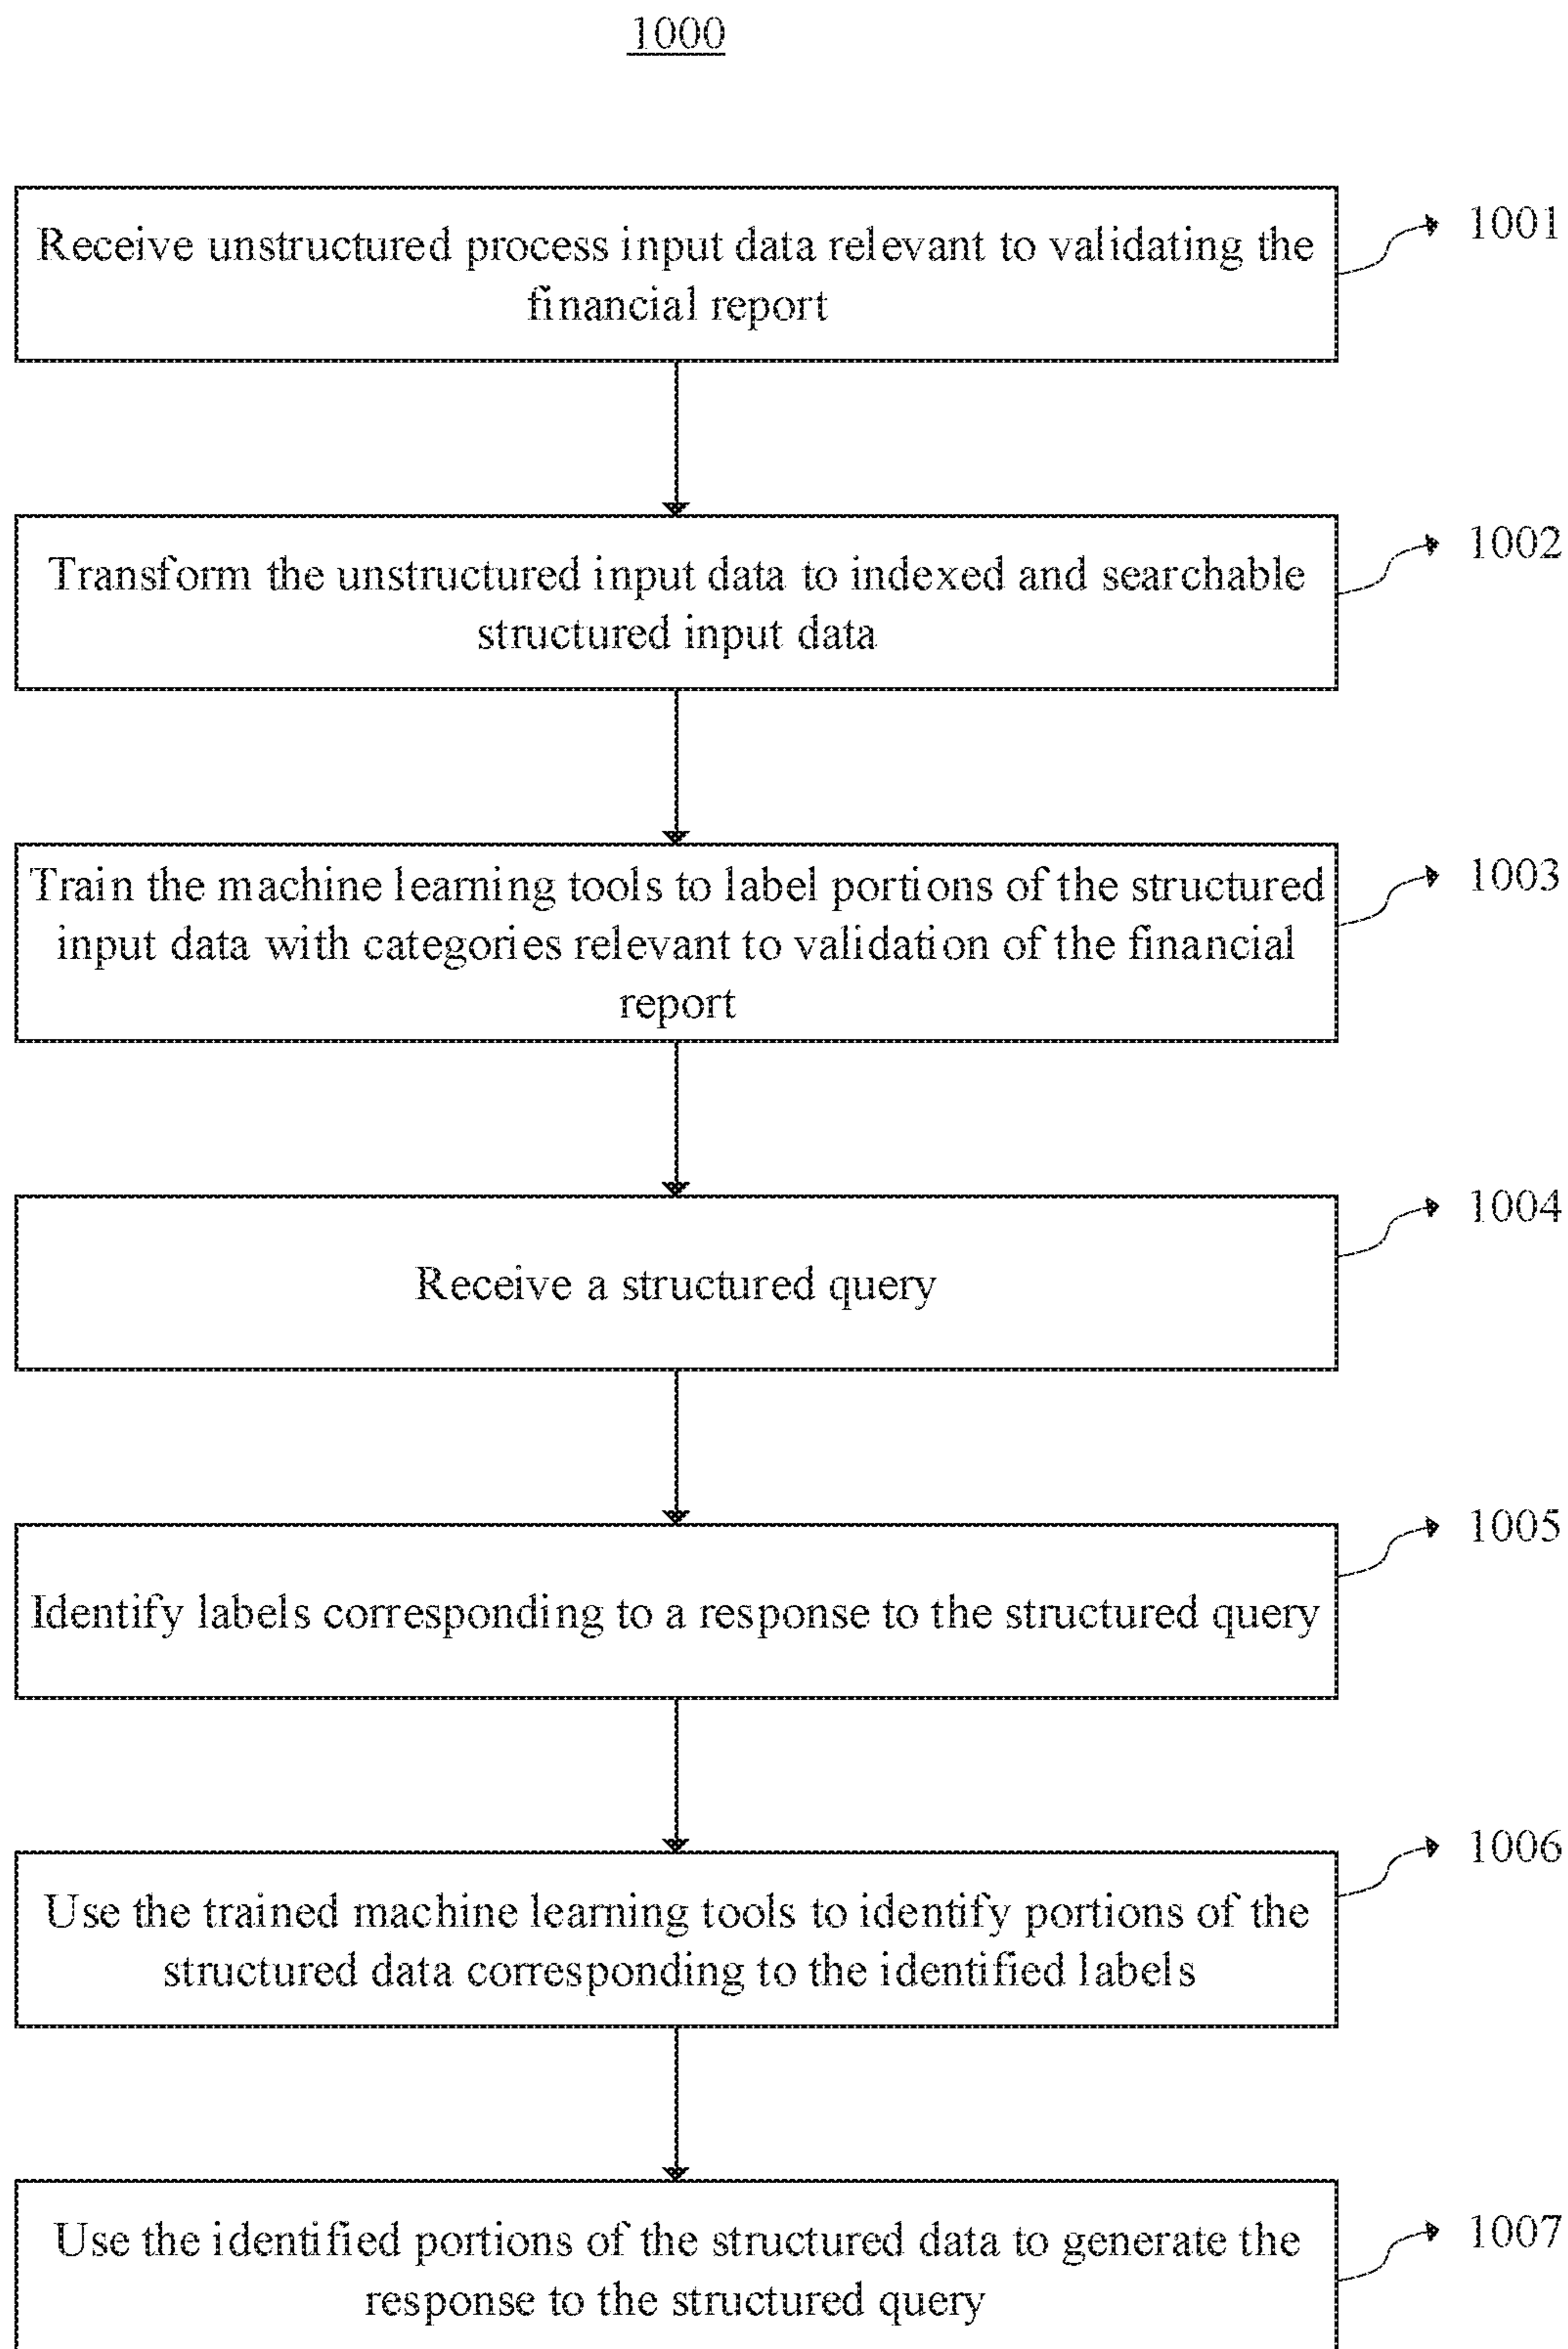 1000
Receive unstructured process input data relevant to validating the
financial report
1001
Transform the unstructured input data to indexed and searchable
structured input data
1002
Train the machine learning tools to label portions of the structured
input data with categories relevant to validation of the financial
report
1003
Receive a structured query
1004
Identify labels corresponding to a response to the structured query
1005
Use the trained machine learning tools to identify portions of the
structured data corresponding to the identified labels
1006
Use the identified portions of the structured data to generate the
response to the structured query
1007